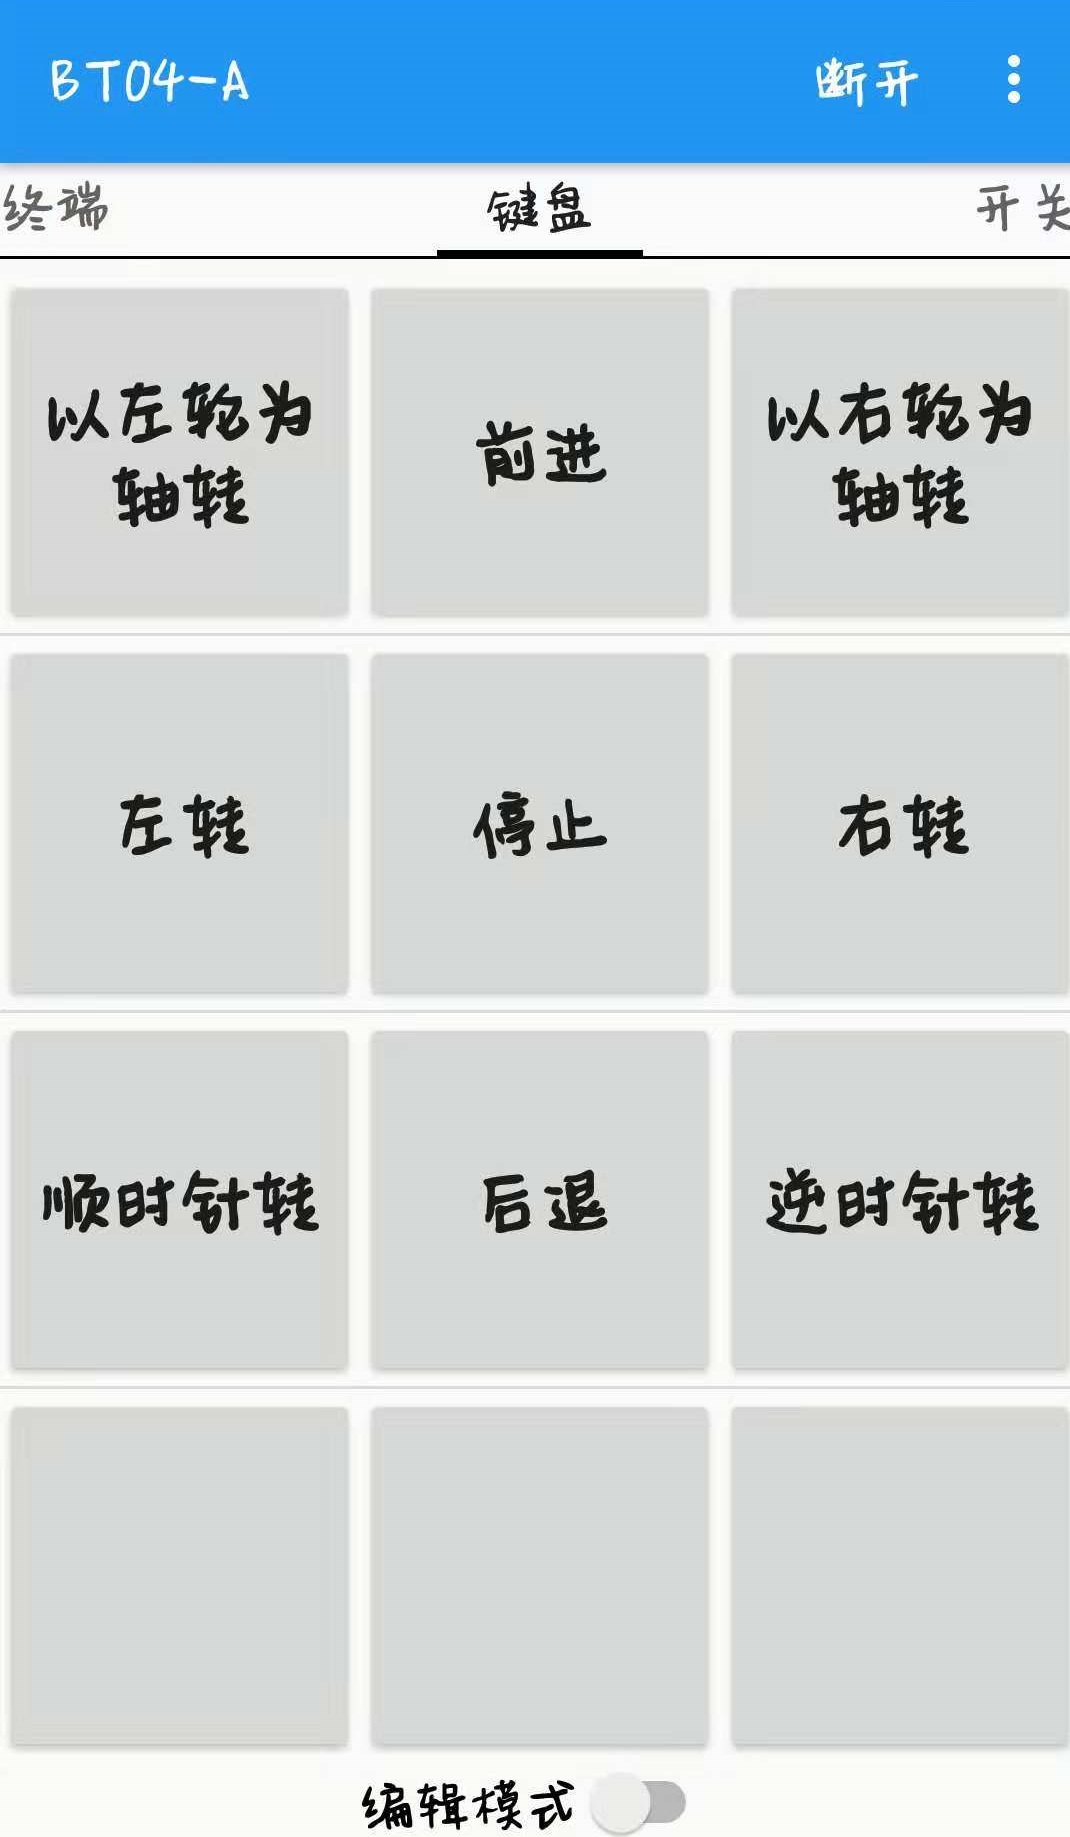 BT04-A 断开
终端 键盘 开关
以左轮为
轴转
前进
以右轮为
轴转
左转 停止 右转
顺时针转 后退 逆时针转
编辑模式